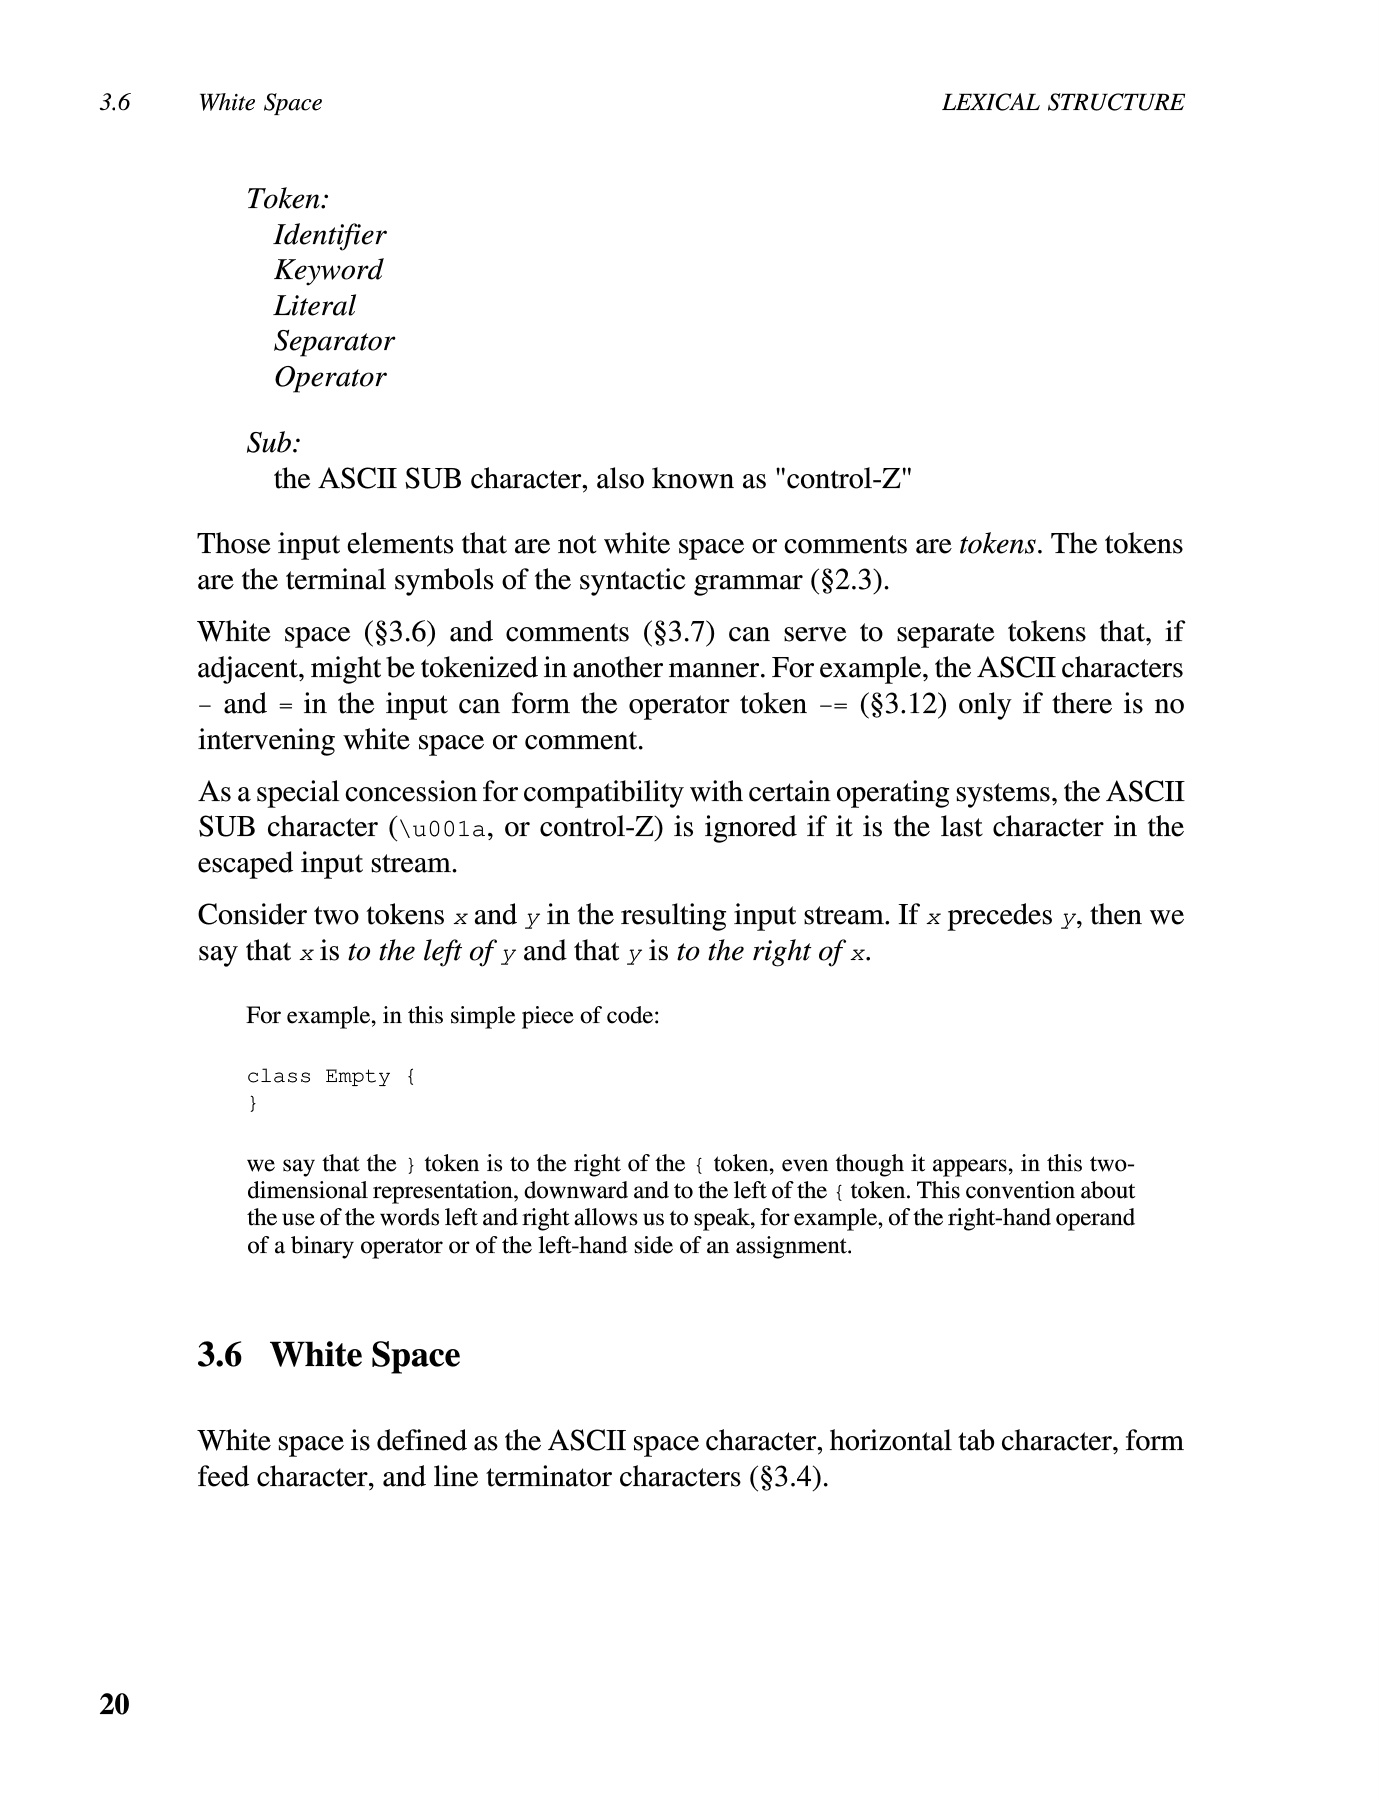 3.6 White Space LEXICAL STRUCTURE
Token:
Identifier
Keyword
Literal
Separator
Operator
Sub:
the ASCII SUB character, also known as "control-Z"
Those input elements that are not white space or comments are tokens. The tokens
are the terminal symbols of the syntactic grammar (§2.3).
White space (§3.6) and comments (§3.7) can serve to separate tokens that, if
adjacent, might be tokenized in another manner. For example, the ASCII characters
- and = in the input can form the operator token -= (§3.12) only if there is no
intervening white space or comment.
As a special concession for compatibility with certain operating systems, the ASCII
SUB character (\u001a, or control-Z) is ignored if it is the last character in the
escaped input stream.
Consider two tokens x and y in the resulting input stream. If x precedes y, then we
say that x is to the left of y and that y is to the right of x.
For example, in this simple piece of code:
class Empty {
}
we say that the } token is to the right of the { token, even though it appears, in this two-
dimensional representation, downward and to the left of the { token. This convention about
the use of the words left and right allows us to speak, for example, of the right-hand operand
of a binary operator or of the left-hand side of an assignment.
3.6 White Space
White space is defined as the ASCII space character, horizontal tab character, form
feed character, and line terminator characters (§3.4).
20